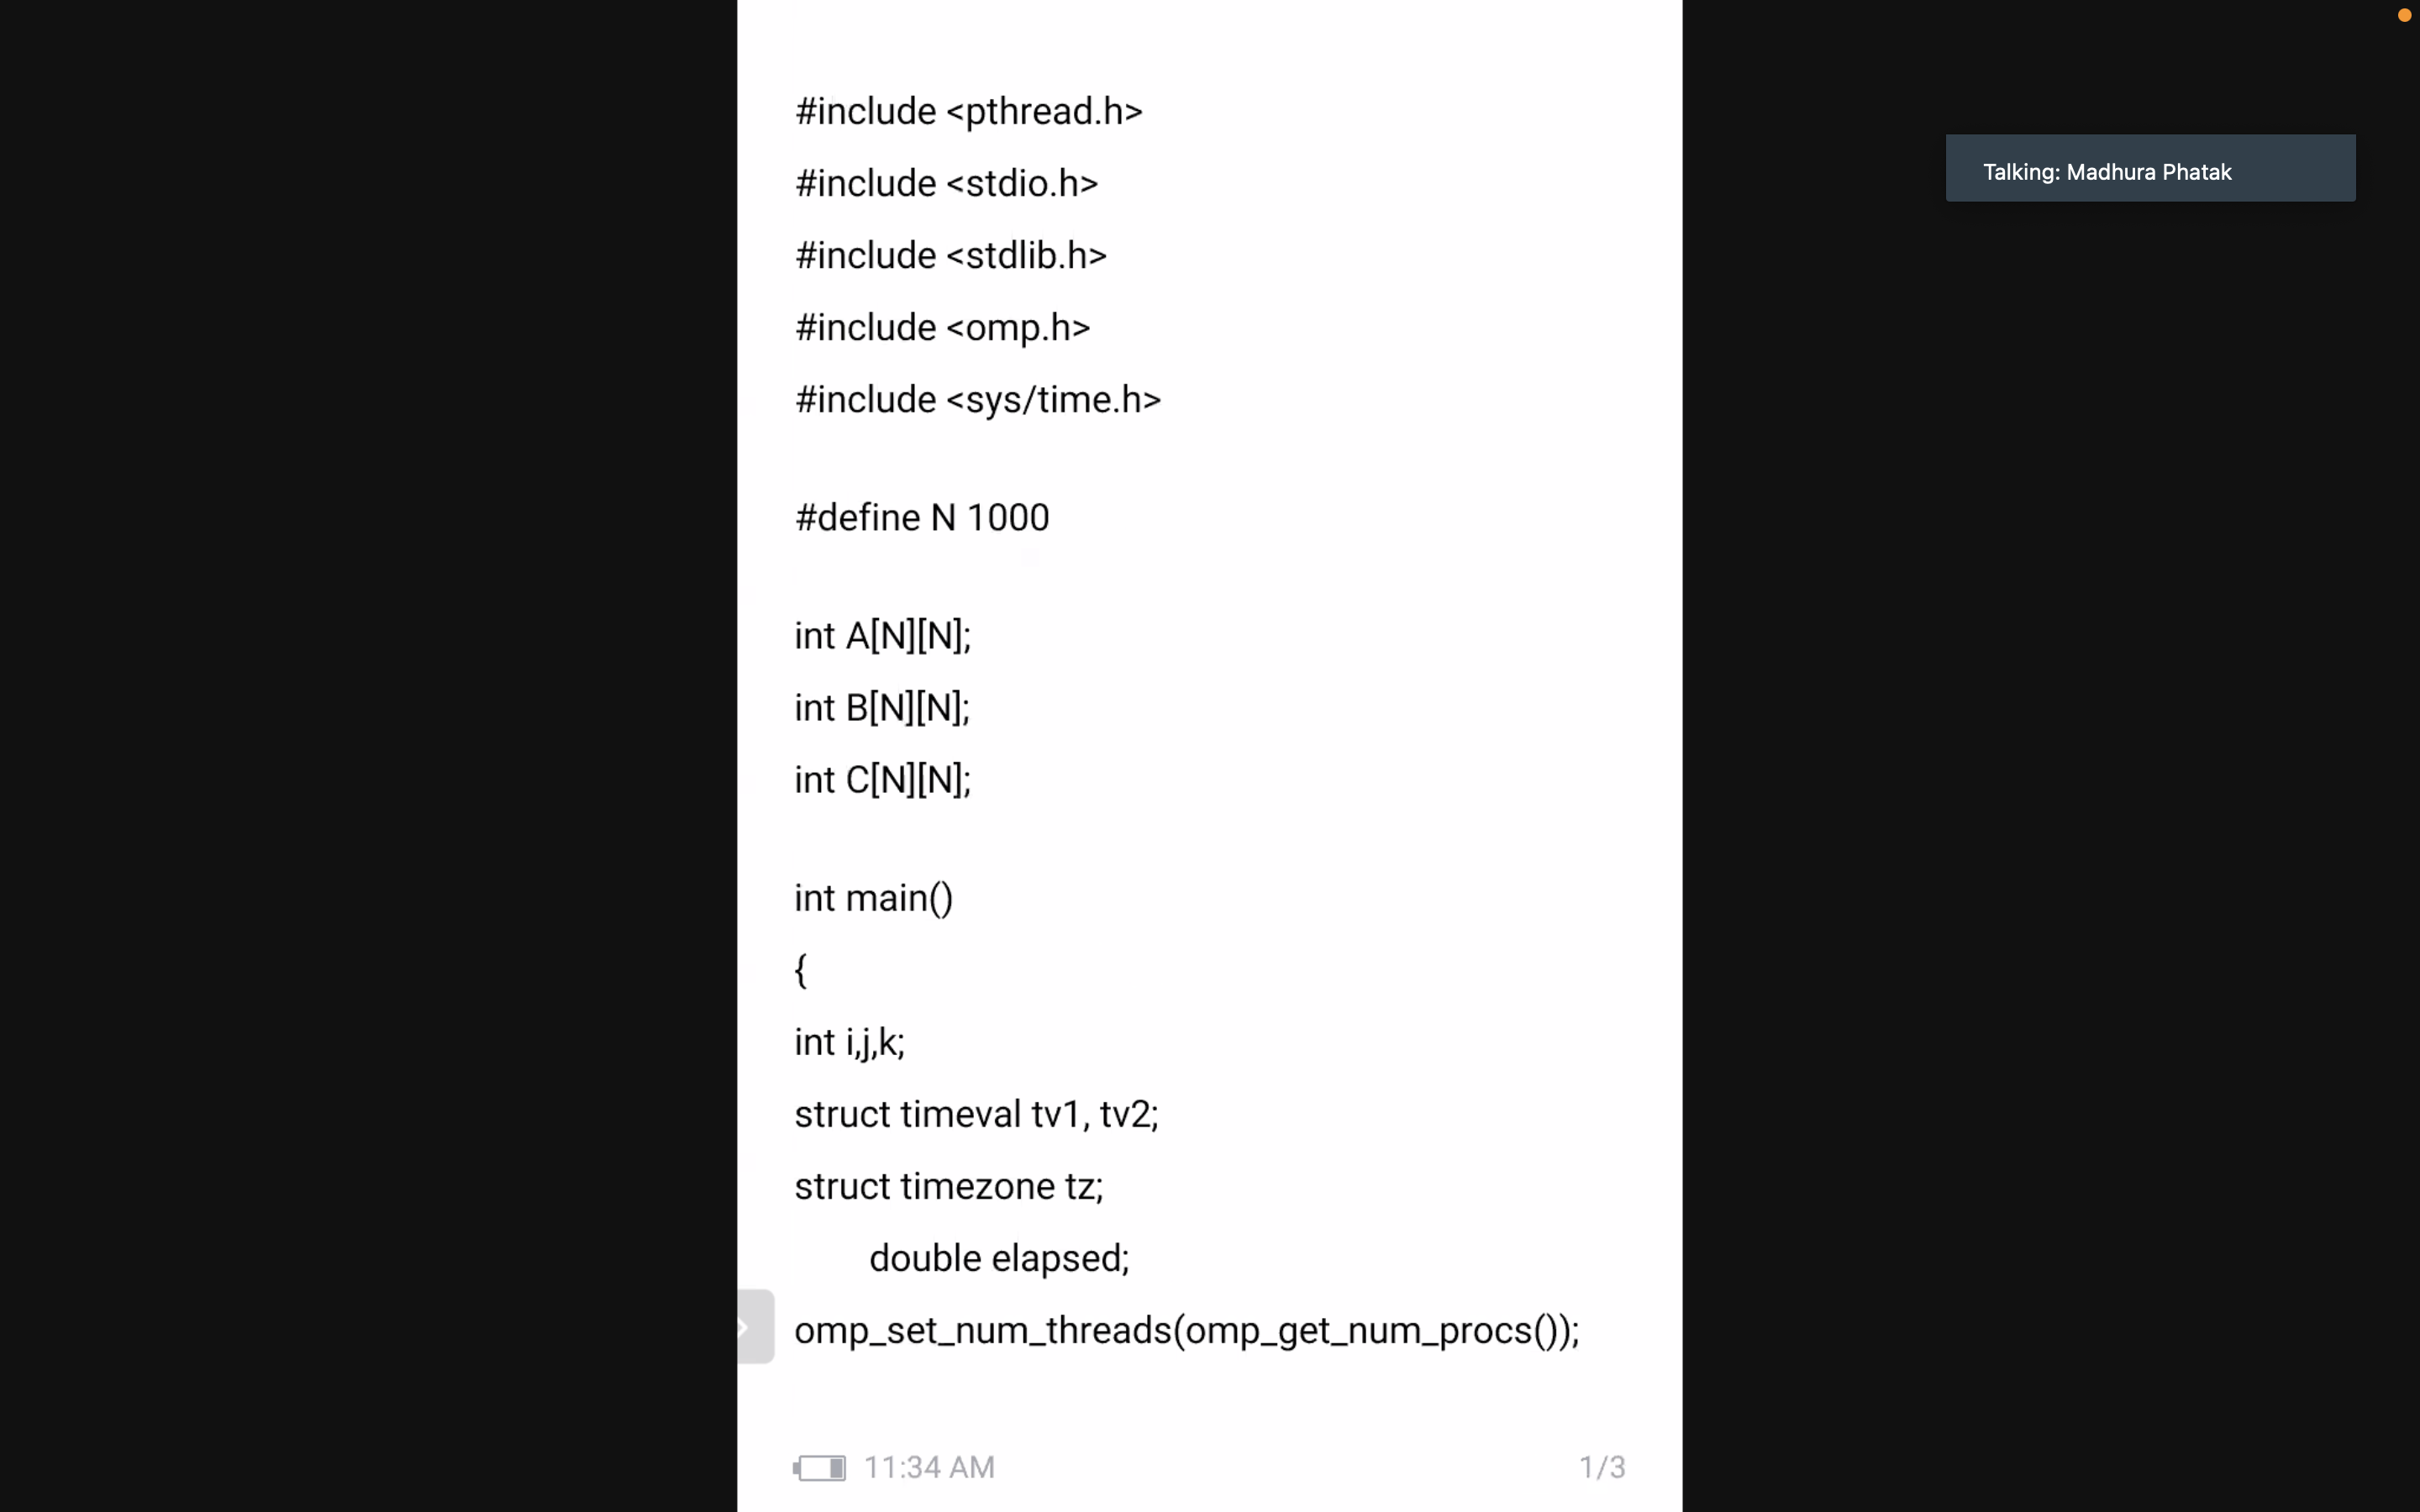 #include <pthread.h>
#include <stdio.h>
#include <stdlib.h>
#include <omp.h>
#include <sys/time.h>
#define N 1000
int A[N][N];
int B[N][N];
int C[N][N];
int main()
{
int i,j,k;
struct timeval tv1, tv2;
struct timezone tz;
double elapsed;
omp_set_num_threads(omp_get_num_procs());
11:34 AM
1/3
Talking: Madhura Phatak